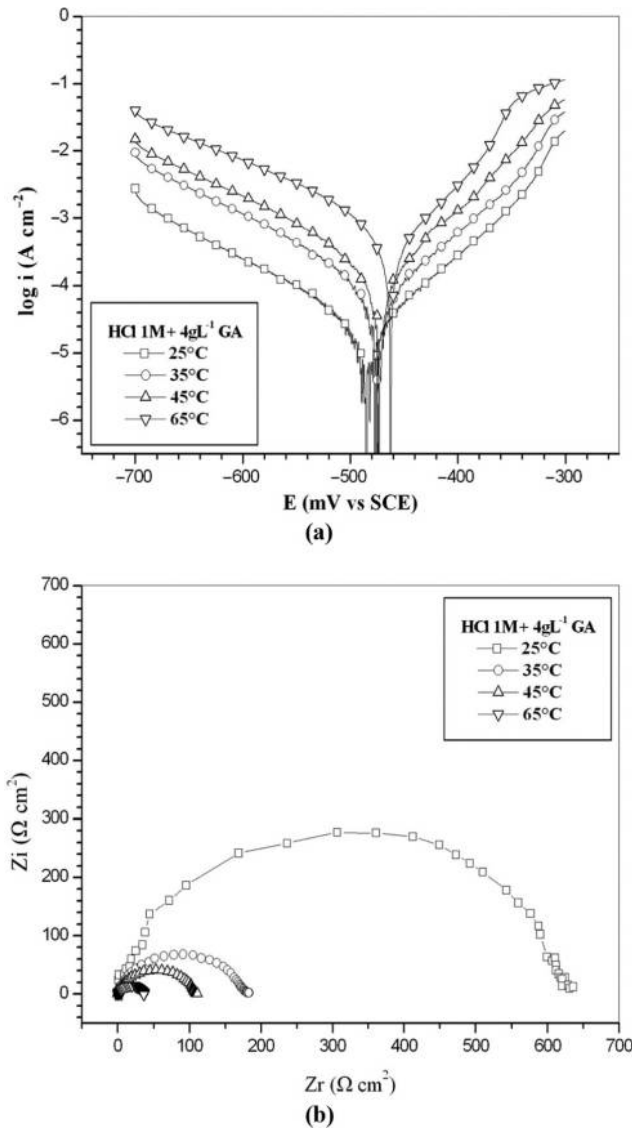 0
−1
−2
−3
−4
−5
−6
log i (A cm⁻²)
HCl 1M + 4gL⁻¹ GA
25°C
35°C
45°C
65°C
−700
−600
−500
−400
−300
E (mV vs SCE)
(a)
700
600
500
400
300
200
100
0
Zi (Ω cm²)
HCl 1M + 4gL⁻¹ GA
25°C
35°C
45°C
65°C
0
100
200
300
400
500
600
700
Zr (Ω cm²)
(b)